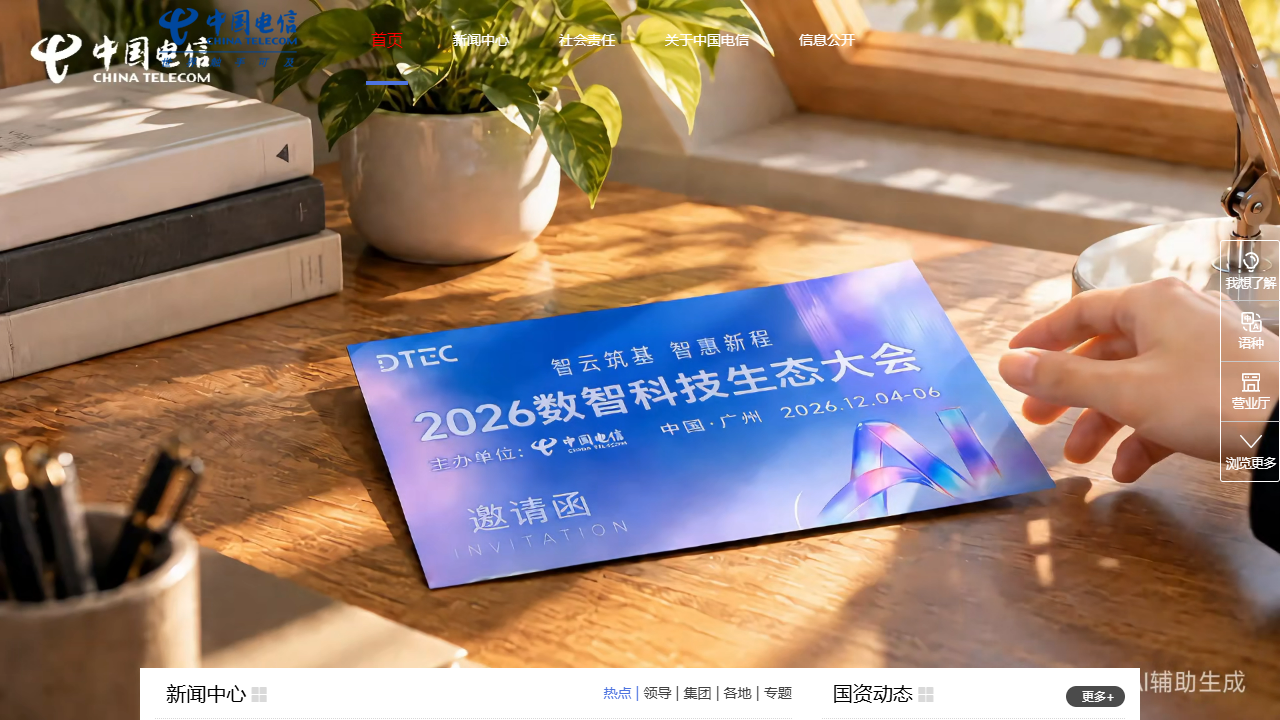 中国电信
CHINA TELECOM
中国电信
CHINA TELECOM
首页
新闻中心
社会责任
关于中国电信
信息公开
我想了解
语种
营业厅
浏览更多
DTEC
智云筑基 智惠新程
2026数智科技生态大会
中国·广州 2026.12.04-06
主办单位：中国电信
CHINA TELECOM
邀请函
INVITATION
AI
AI辅助生成
新闻中心
热点 | 领导 | 集团 | 各地 | 专题
国资动态
更多+